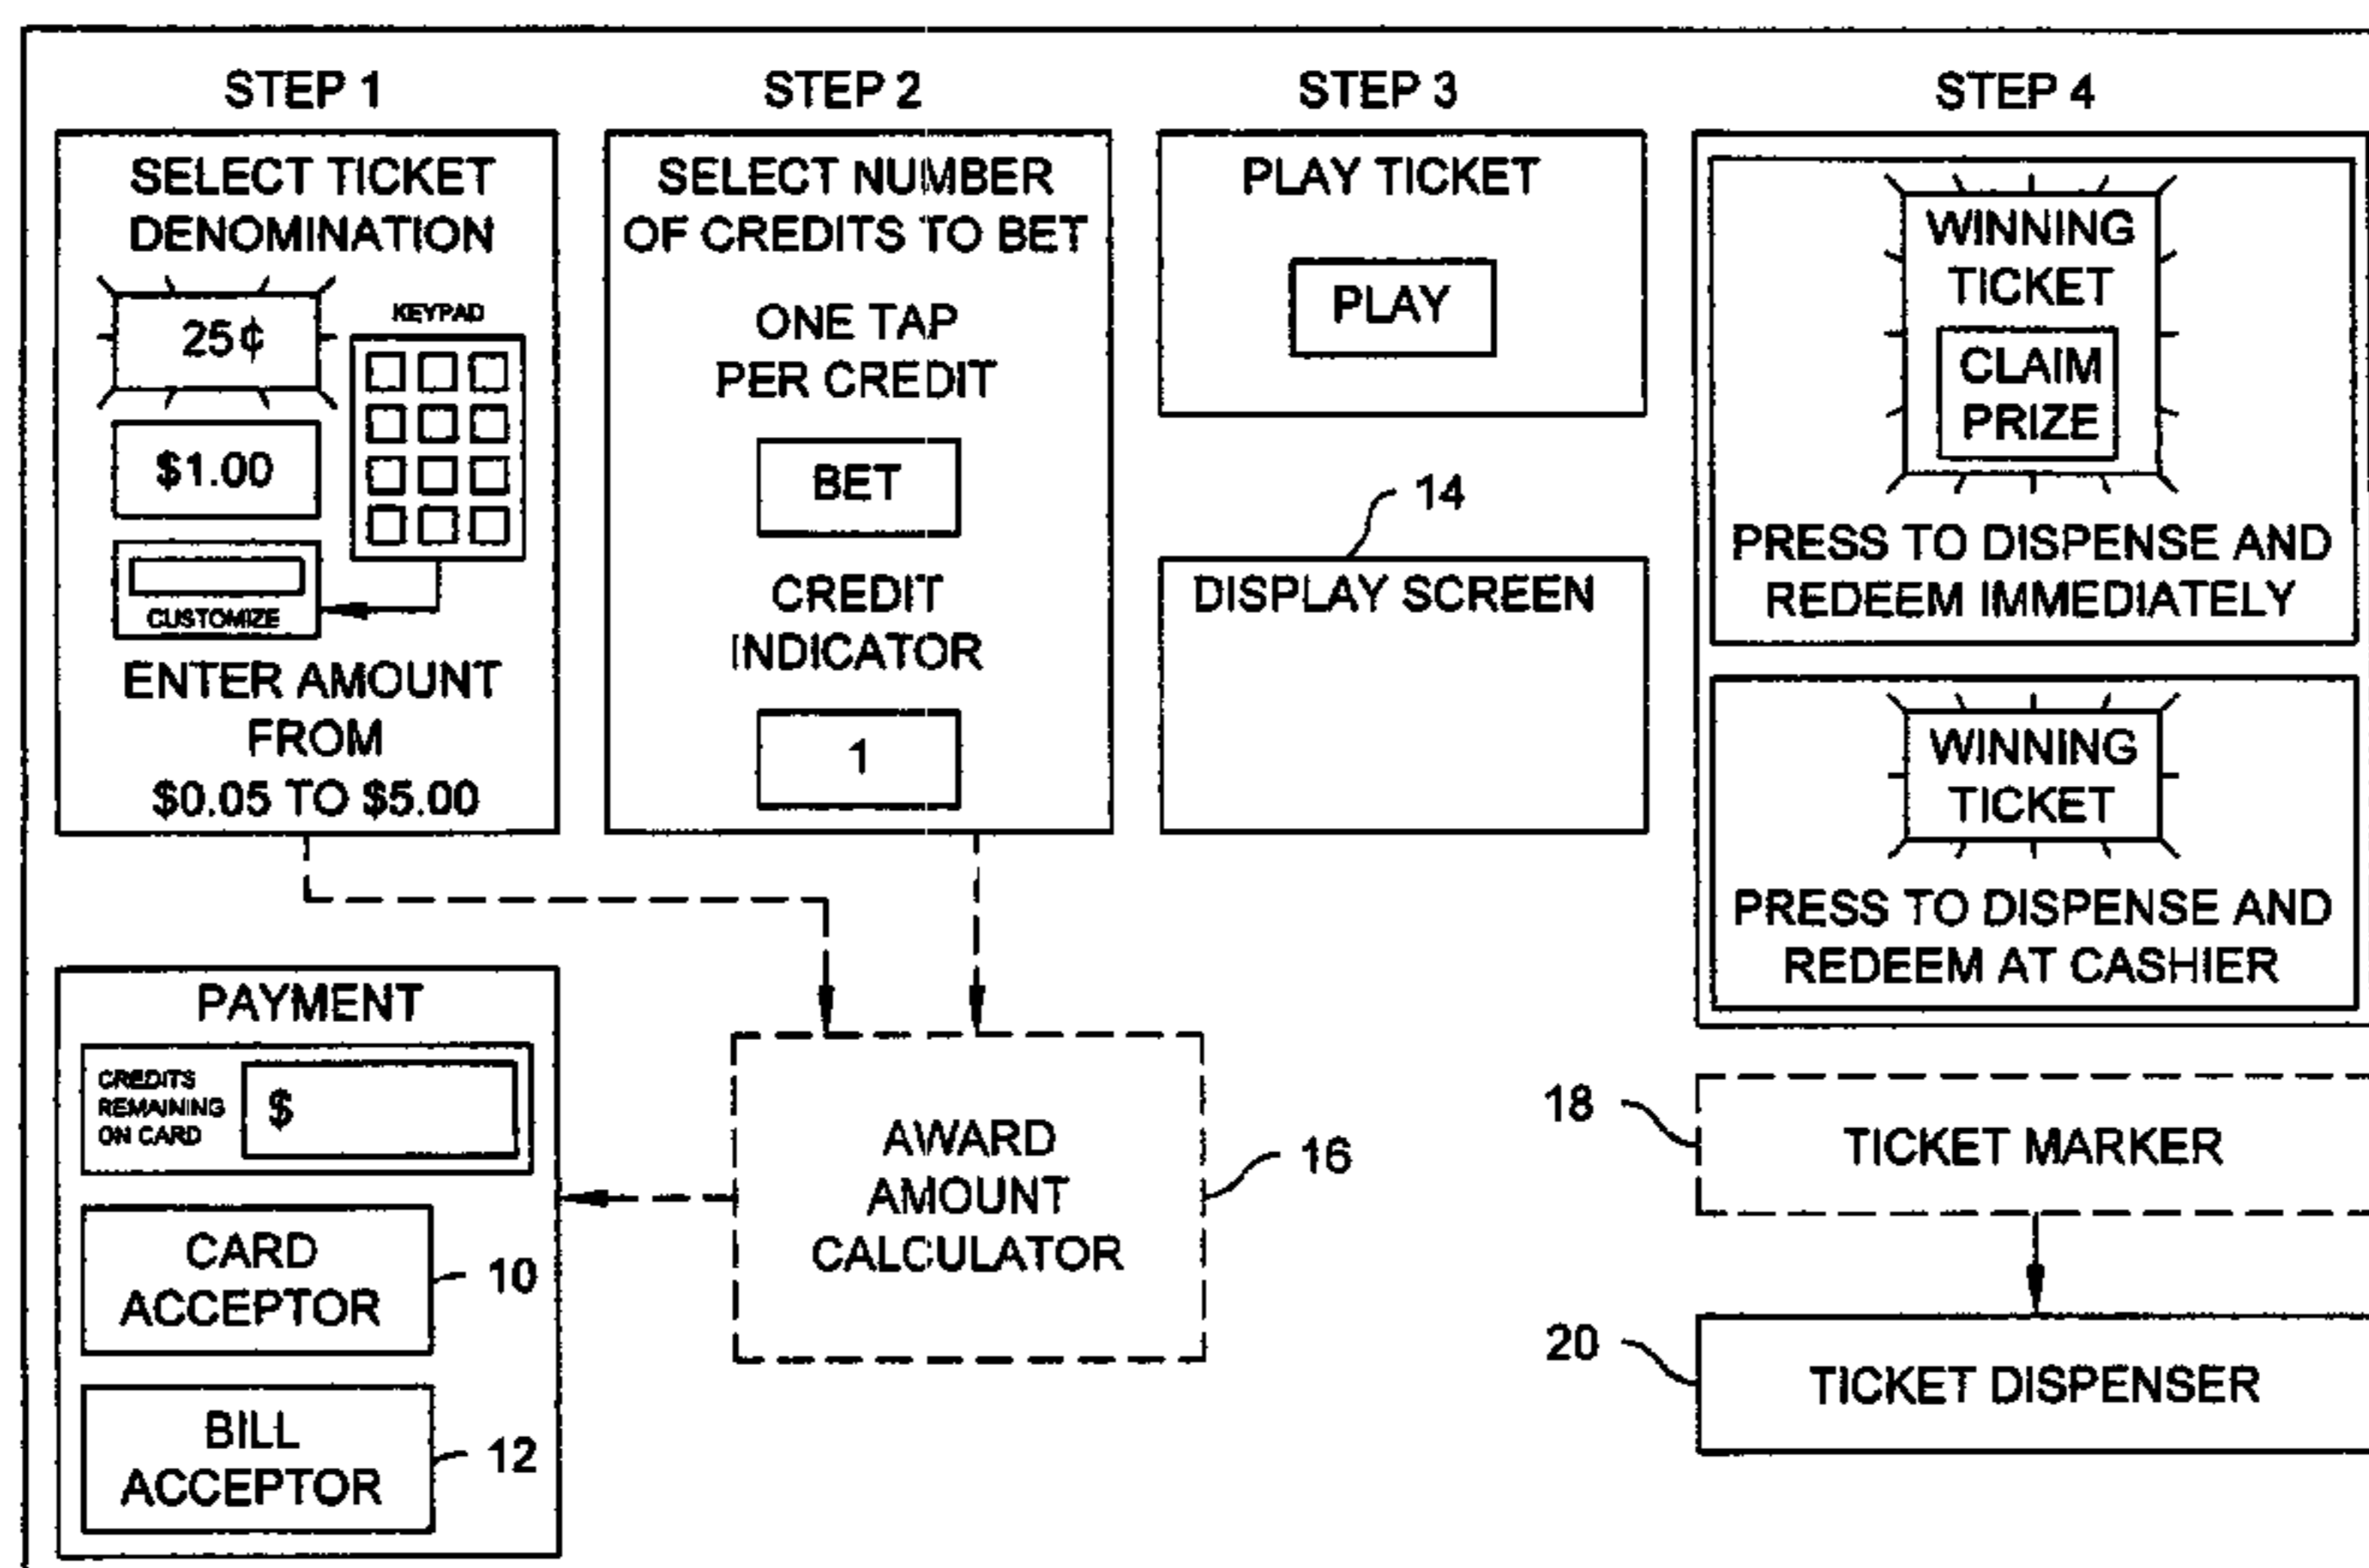 STEP 1
SELECT TICKET
DENOMINATION
25¢
KEYPAD
$1.00
CUSTOMIZE
ENTER AMOUNT
FROM
$0.05 TO $5.00
STEP 2
SELECT NUMBER
OF CREDITS TO BET
ONE TAP
PER CREDIT
BET
CREDIT
INDICATOR
1
STEP 3
PLAY TICKET
PLAY
14
DISPLAY SCREEN
STEP 4
WINNING
TICKET
CLAIM
PRIZE
PRESS TO DISPENSE AND
REDEEM IMMEDIATELY
WINNING
TICKET
PRESS TO DISPENSE AND
REDEEM AT CASHIER
PAYMENT
CREDITS
REMAINING
ON CARD
$
CARD
ACCEPTOR
10
BILL
ACCEPTOR
12
AWARD
AMOUNT
CALCULATOR
16
18
TICKET MARKER
20
TICKET DISPENSER